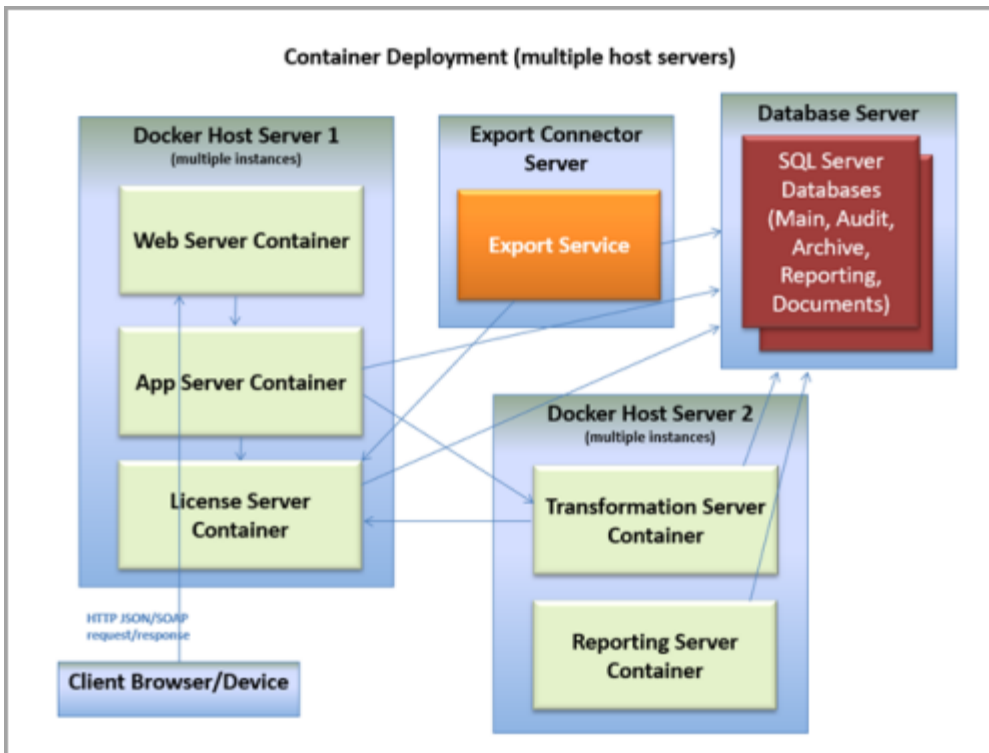 Container Deployment (multiple host servers)
Docker Host Server 1
(multiple instances)
Web Server Container
App Server Container
License Server
Container
HTTP JSON/SOAP
request/response
Client Browser/Device
Export Connector
Server
Export Service
Database Server
SQL Server
Databases
(Main, Audit,
Archive,
Reporting,
Documents)
Docker Host Server 2
(multiple instances)
Transformation Server
Container
Reporting Server
Container